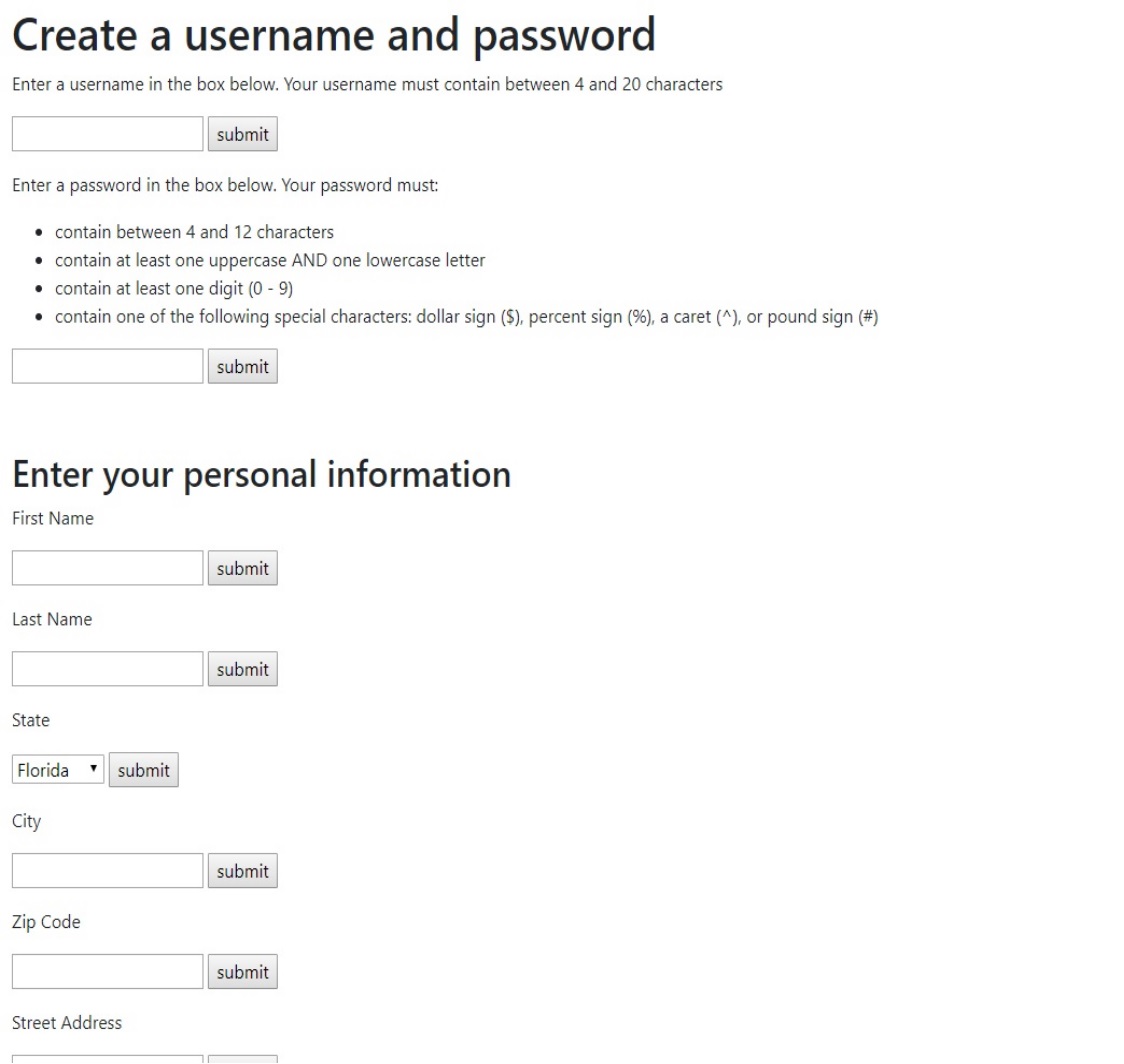 Create a username and password
Enter a username in the box below. Your username must contain between 4 and 20 characters
submit
Enter a password in the box below. Your password must:
• contain between 4 and 12 characters
• contain at least one uppercase AND one lowercase letter
• contain at least one digit (0 - 9)
• contain one of the following special characters: dollar sign ($), percent sign (%), a caret (^), or pound sign (#)
submit
Enter your personal information
First Name
submit
Last Name
submit
State
Florida submit
City
submit
Zip Code
submit
Street Address